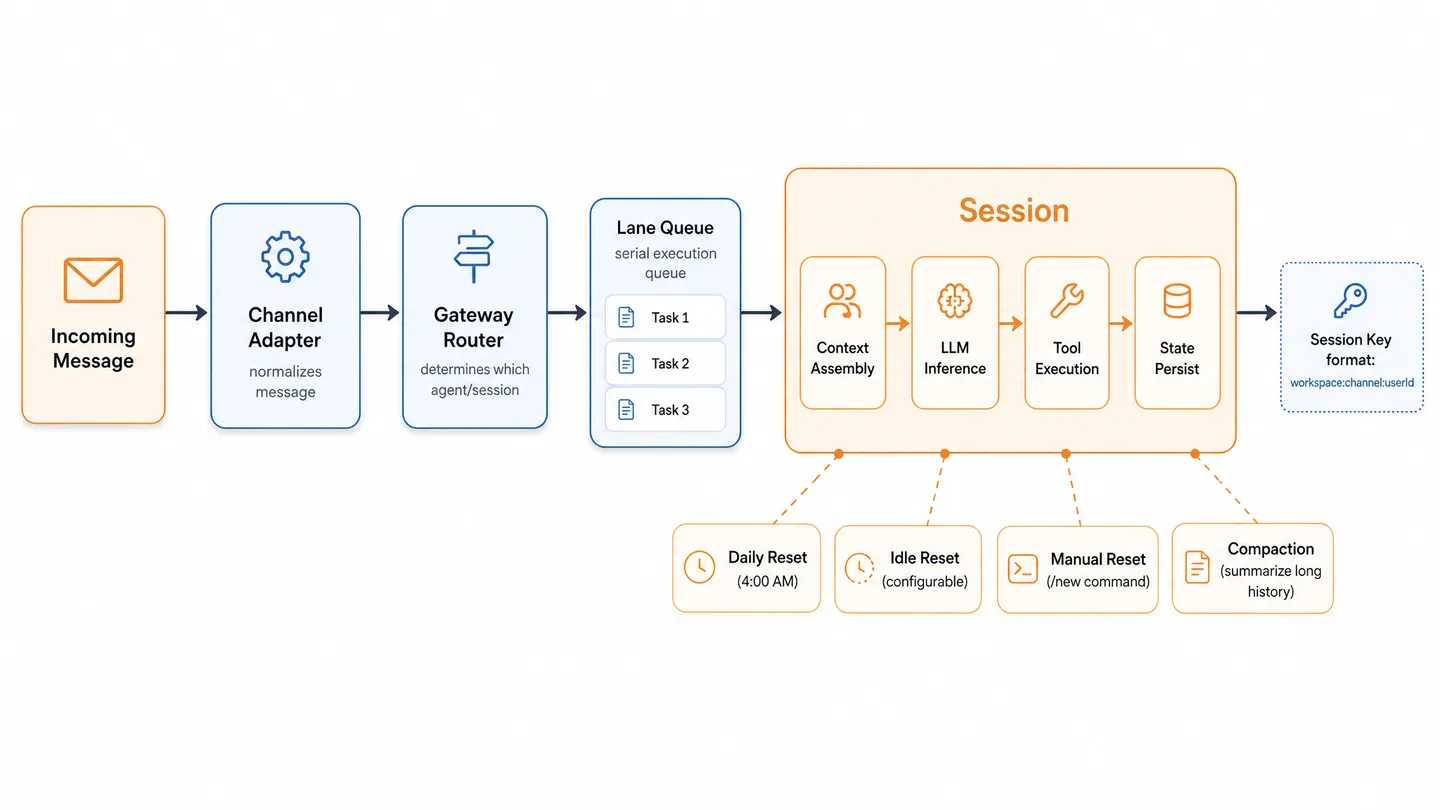 Incoming
Message
Channel
Adapter
normalizes
message
Gateway
Router
determines which
agent/session
Lane Queue
serial execution
queue
Task 1
Task 2
Task 3
Session
Context
Assembly
LLM
Inference
Tool
Execution
State
Persist
Session Key
format:
workspace:channel:userId
Daily Reset
(4:00 AM)
Idle Reset
(configurable)
Manual Reset
(/new command)
Compaction
(summarize long
history)